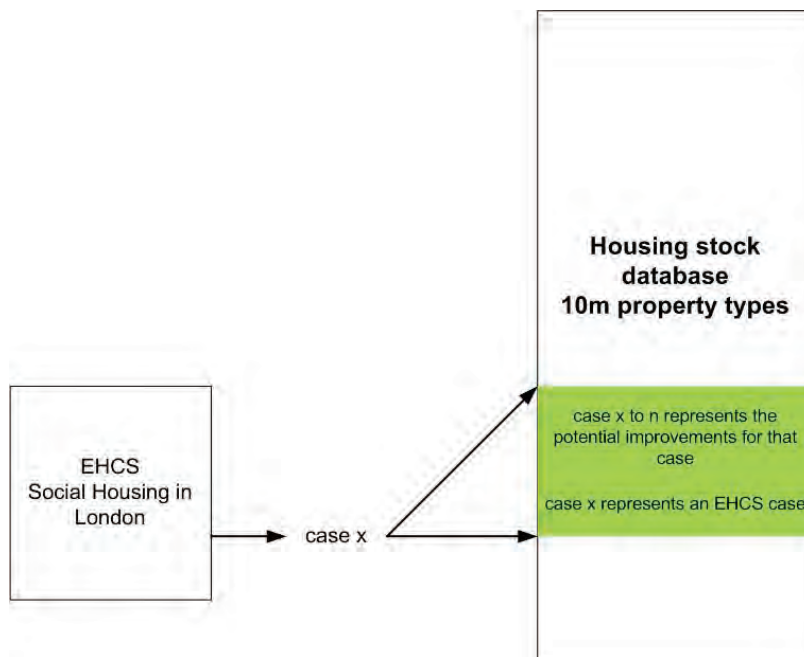 Housing stock
database
10m property types
case x to n represents the
potential improvements for that
case
case x represents an EHCS case
EHCS
Social Housing in
London
case x